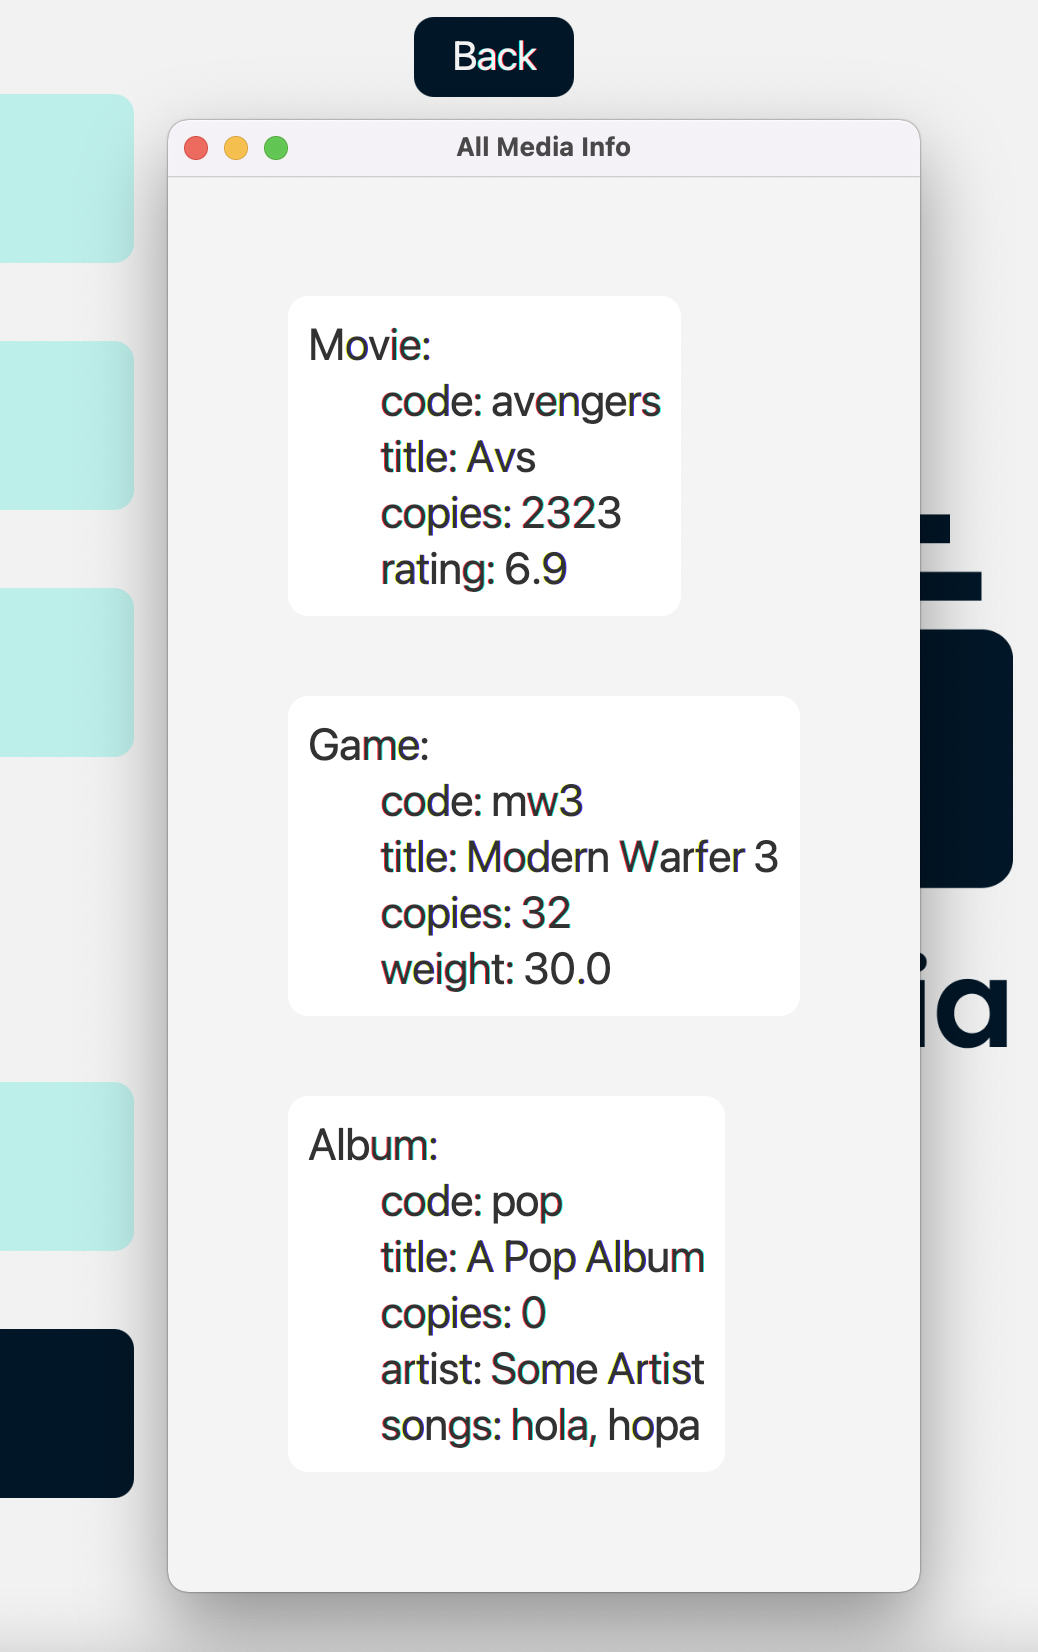 Back
All Media Info
Movie:
code: avengers
title: Avs
copies: 2323
rating: 6.9
Game:
code: mw3
title: Modern Warfer 3
copies: 32
weight: 30.0
ia
Album:
code: pop
title: A Pop Album
copies: 0
artist: Some Artist
songs: hola, hopa